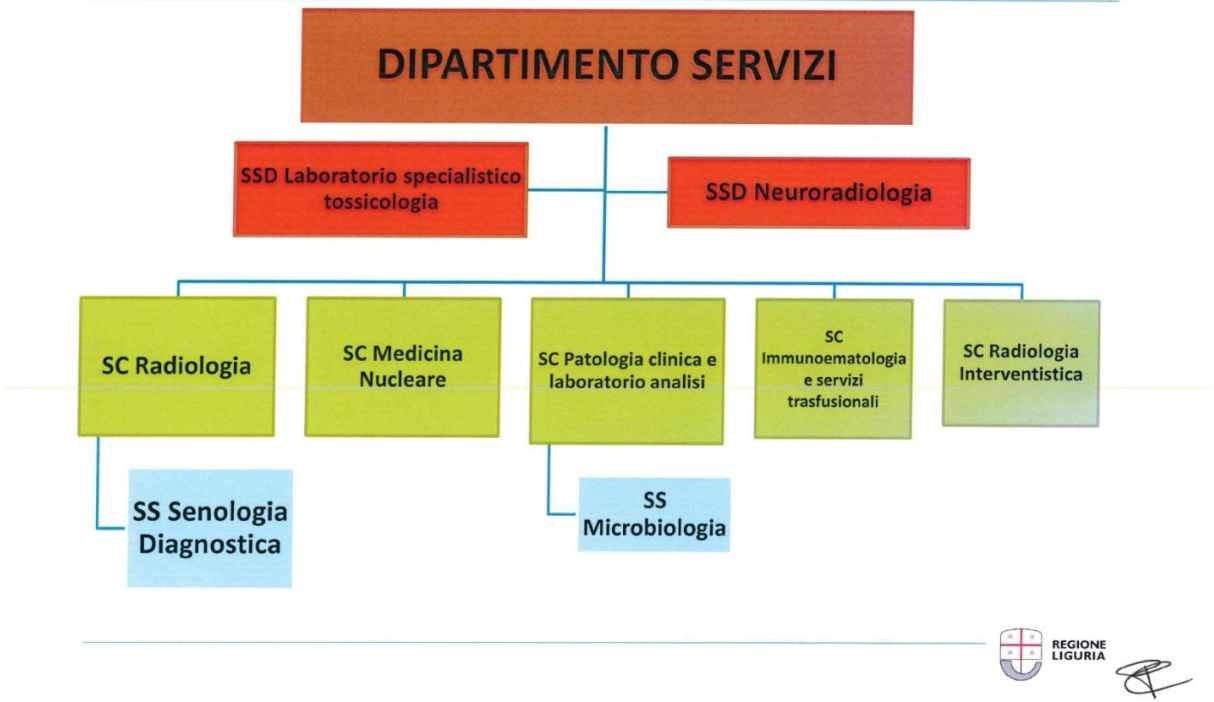 DIPARTIMENTO SERVIZI
SSD Laboratorio specialistico
tossicologia
SSD Neuroradiologia
SC Radiologia
SC Medicina
Nucleare
SC Patologia clinica e
laboratorio analisi
SC
Immunoematologia
e servizi
trasfusionali
SC Radiologia
Interventistica
SS Senologia
Diagnostica
SS
Microbiologia
REGIONE
LIGURIA